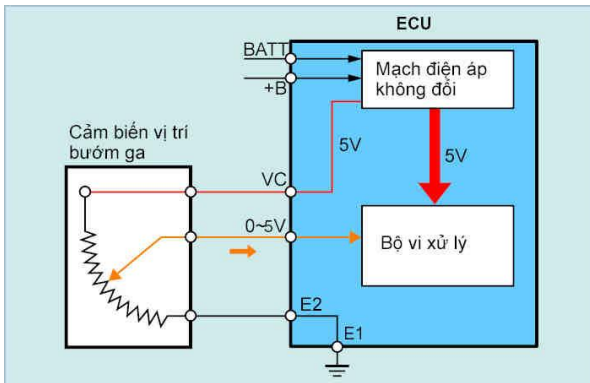 ECU
BATT
+B
Mạch điện áp
không đổi
Cảm biến vị trí
bướm ga
5V
5V
VC
0~5V
Bộ vi xử lý
E2
E1